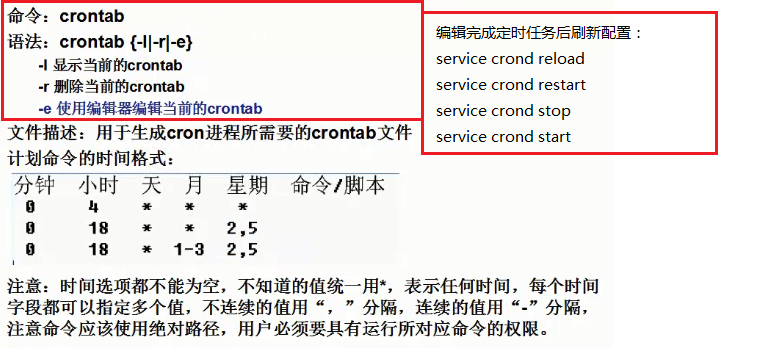 命令：crontab
语法：crontab {-l|-r|-e}
-l 显示当前的crontab
-r 删除当前的crontab
-e 使用编辑器编辑当前的crontab
编辑完成定时任务后刷新配置：
service crond reload
service crond restart
service crond stop
service crond start
文件描述：用于生成cron进程所需要的crontab文件
计划命令的时间格式：
分钟 小时 天 月 星期 命令/脚本
0 4 * * *
0 18 * * 2,5
0 18 * 1-3 2,5
注意：时间选项都不能为空，不知道的值统一用*，表示任何时间，每个时间
字段都可以指定多个值，不连续的值用“，”分隔，连续的值用“-”分隔，
注意命令应该使用绝对路径，用户必须要具有运行所对应命令的权限。